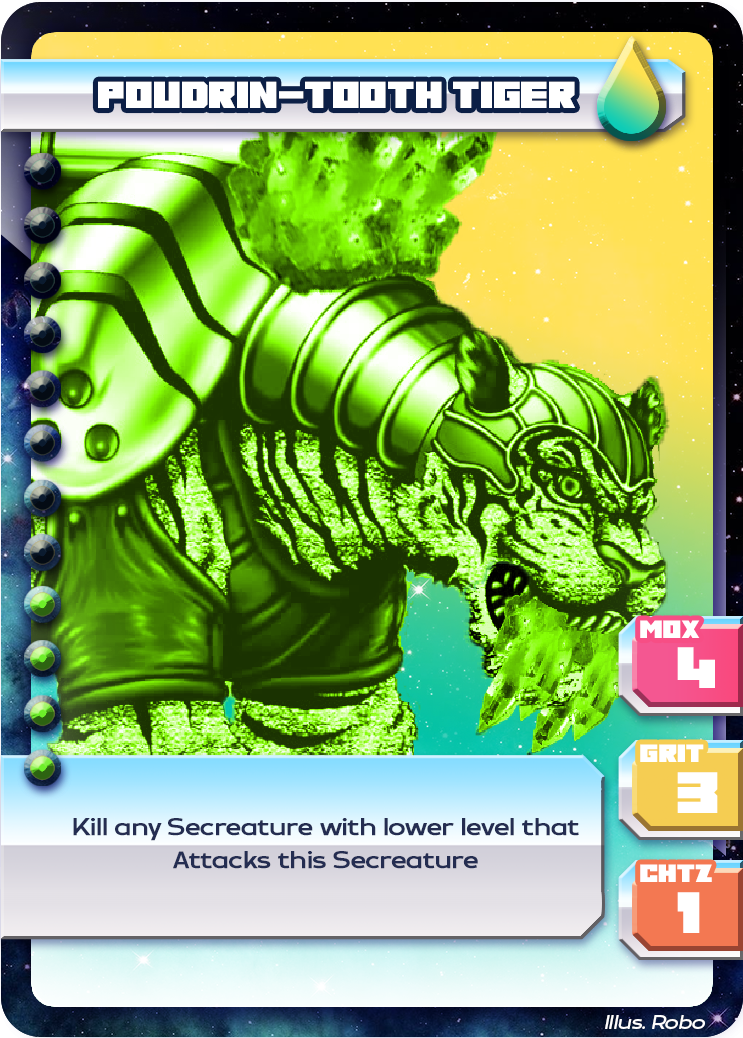 POUDRIN-TOOTH TIGER
MOX
4
GRIT
3
CHTZ
1
Kill any Secreature with lower level that
Attacks this Secreature
Illus. Robo